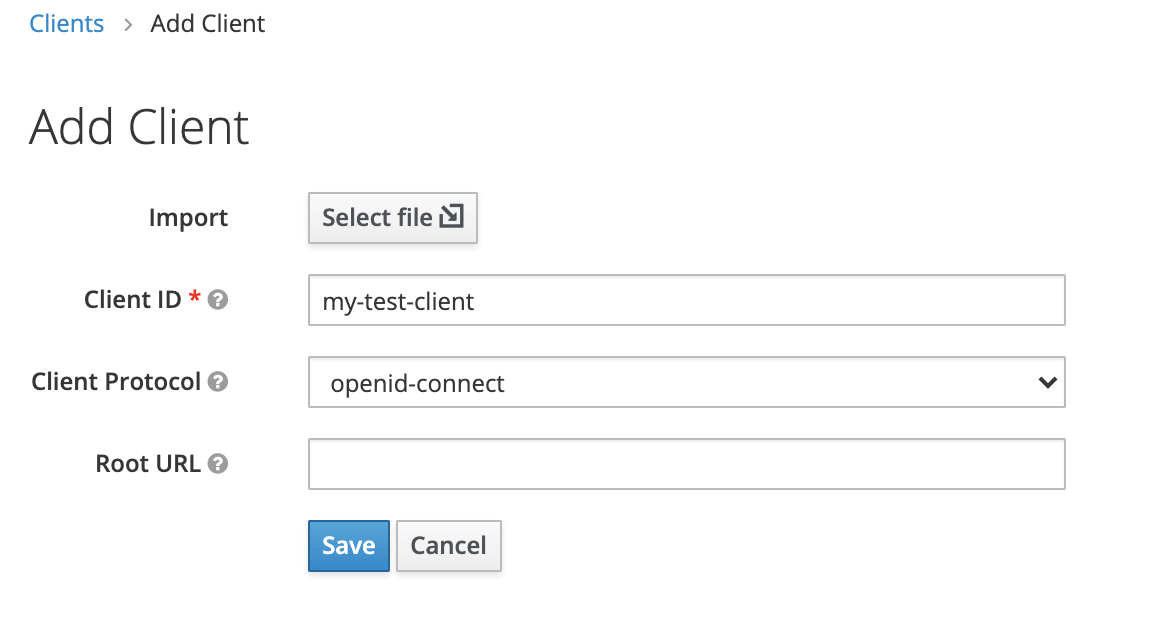 Clients > Add Client
Add Client
Import Select file
Client ID * ? my-test-client
Client Protocol ? openid-connect
Root URL ?
Save Cancel